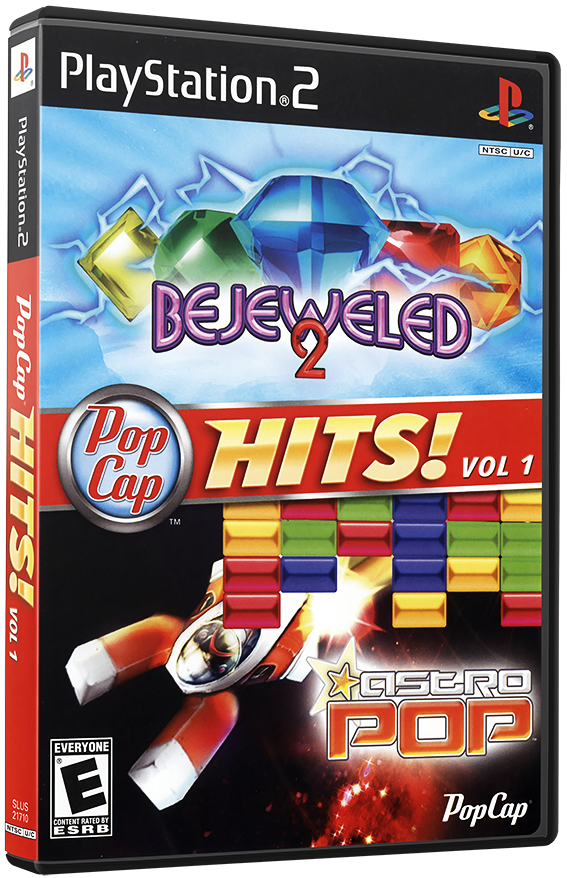 PlayStation.2
PlayStation®2
NTSC U/C
BEJEWELED
2
Pop
Cap
™
HITS! VOL 1
PopCap
HITS!
VOL 1
astro
POP
EVERYONE
E
®
CONTENT RATED BY
ESRB
PopCap®
SLUS
21710
NTSC U/C